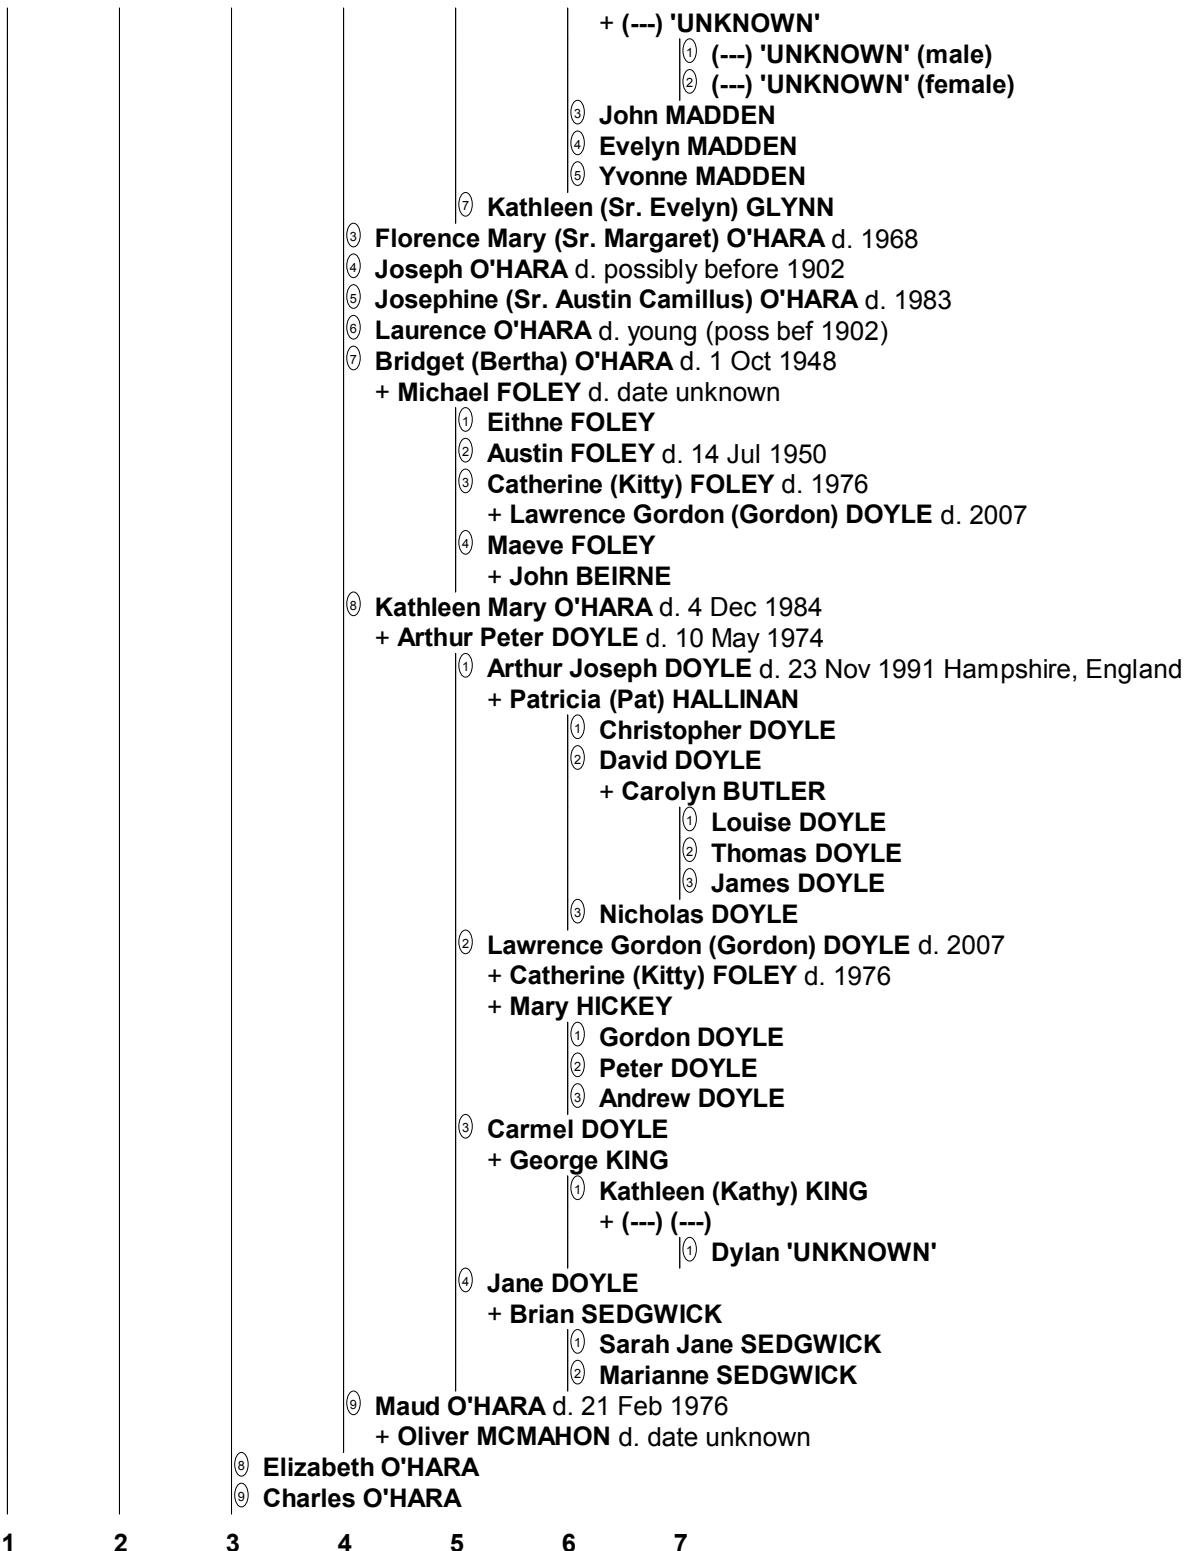 + (---) 'UNKNOWN'
1 (---) 'UNKNOWN' (male)
2 (---) 'UNKNOWN' (female)
3 John MADDEN
4 Evelyn MADDEN
5 Yvonne MADDEN
7 Kathleen (Sr. Evelyn) GLYNN
3 Florence Mary (Sr. Margaret) O'HARA d. 1968
4 Joseph O'HARA d. possibly before 1902
5 Josephine (Sr. Austin Camillus) O'HARA d. 1983
6 Laurence O'HARA d. young (poss bef 1902)
7 Bridget (Bertha) O'HARA d. 1 Oct 1948
+ Michael FOLEY d. date unknown
1 Eithne FOLEY
2 Austin FOLEY d. 14 Jul 1950
3 Catherine (Kitty) FOLEY d. 1976
+ Lawrence Gordon (Gordon) DOYLE d. 2007
4 Maeve FOLEY
+ John BEIRNE
8 Kathleen Mary O'HARA d. 4 Dec 1984
+ Arthur Peter DOYLE d. 10 May 1974
1 Arthur Joseph DOYLE d. 23 Nov 1991 Hampshire, England
+ Patricia (Pat) HALLINAN
1 Christopher DOYLE
2 David DOYLE
+ Carolyn BUTLER
1 Louise DOYLE
2 Thomas DOYLE
3 James DOYLE
3 Nicholas DOYLE
2 Lawrence Gordon (Gordon) DOYLE d. 2007
+ Catherine (Kitty) FOLEY d. 1976
+ Mary HICKEY
1 Gordon DOYLE
2 Peter DOYLE
3 Andrew DOYLE
3 Carmel DOYLE
+ George KING
1 Kathleen (Kathy) KING
+ (---) (---)
1 Dylan 'UNKNOWN'
4 Jane DOYLE
+ Brian SEDGWICK
1 Sarah Jane SEDGWICK
2 Marianne SEDGWICK
9 Maud O'HARA d. 21 Feb 1976
+ Oliver MCMAHON d. date unknown
8 Elizabeth O'HARA
9 Charles O'HARA
1 2 3 4 5 6 7